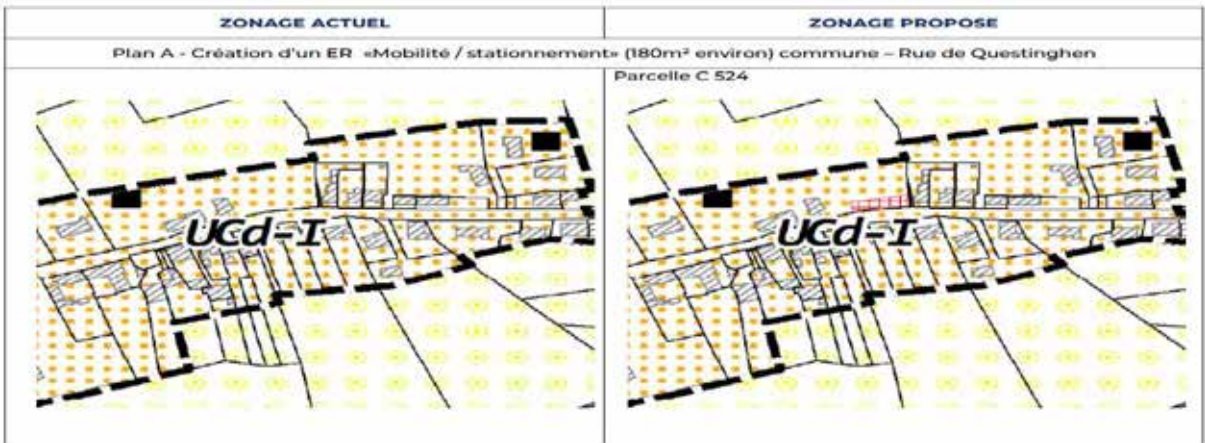 ZONAGE ACTUEL
ZONAGE PROPOSE
Plan A - Création d'un ER «Mobilité / stationnement» (180m² environ) commune – Rue de Questinghen
Parcelle C 524
UCd-I
UCd-I